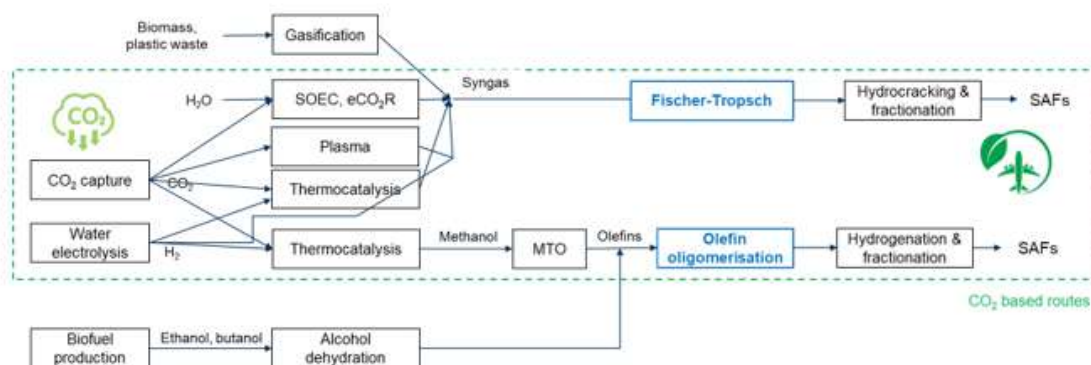 Biomass,
plastic waste
Gasification
Syngas
H₂O
SOEC, eCO₂R
Fischer-Tropsch
Hydrocracking &
fractionation
SAFs
CO₂
Plasma
CO₂ capture
CO₂
Thermocatalysis
Water
electrolysis
H₂
Thermocatalysis
Methanol
MTO
Olefins
Olefin
oligomerisation
Hydrogenation &
fractionation
SAFs
CO₂ based routes
Biofuel
production
Ethanol, butanol
Alcohol
dehydration